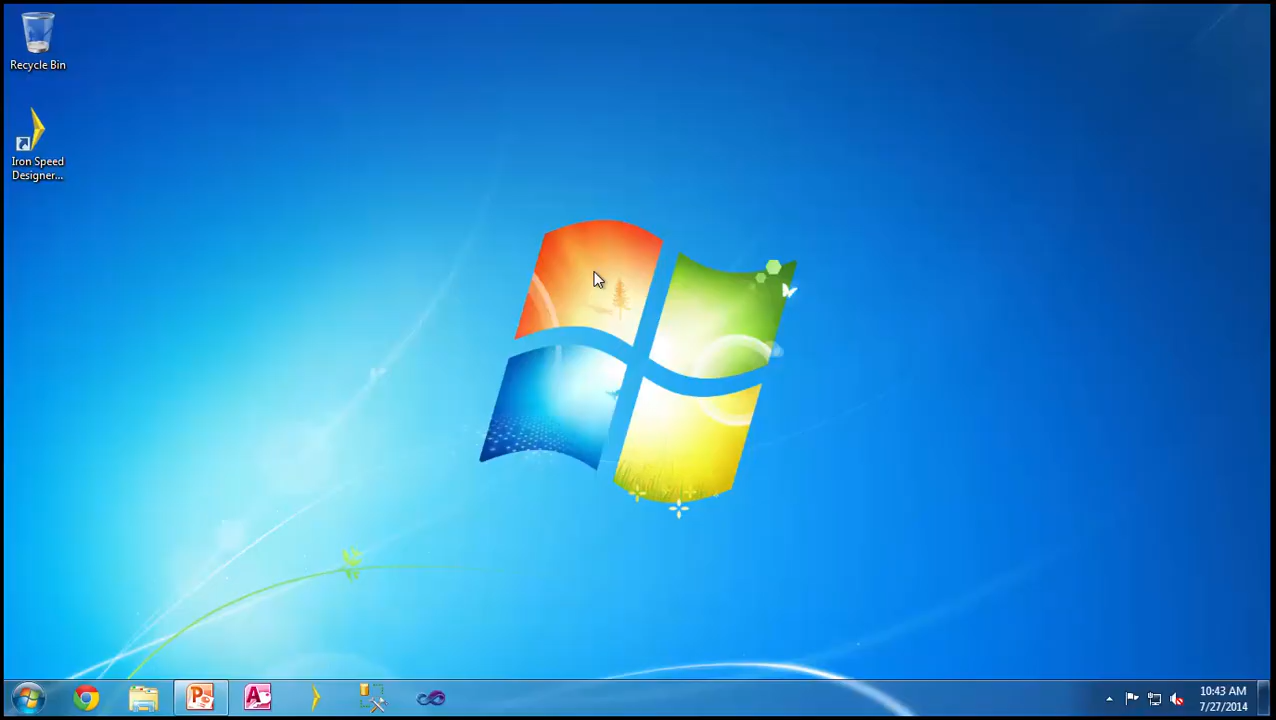 Recycle Bin
Iron Speed
Designer...
10:43 AM
7/27/2014